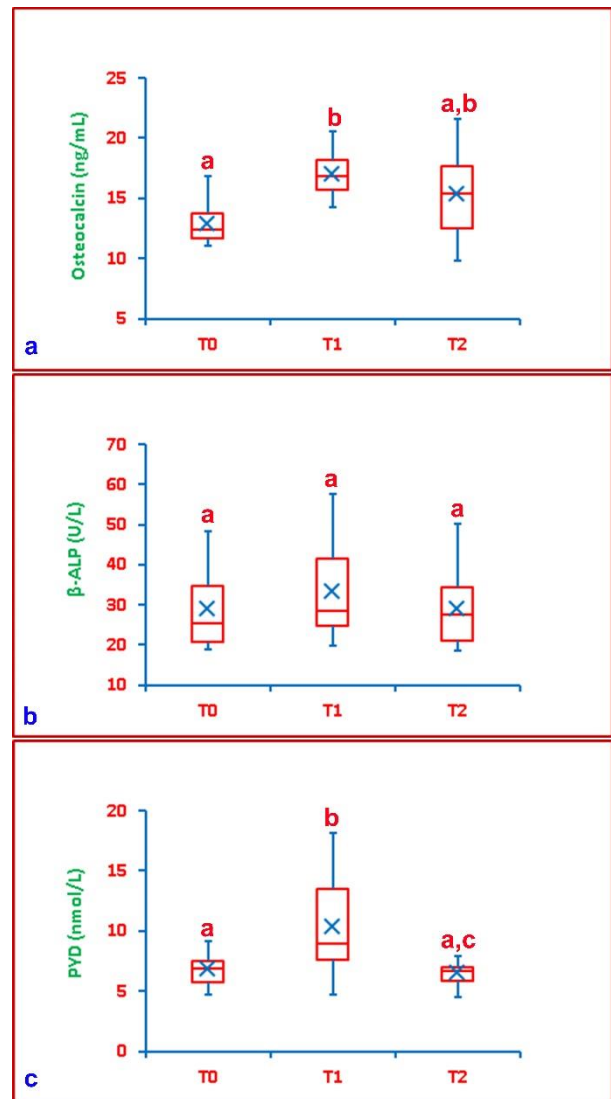 Osteocalcin (ng/mL)
25
20
15
10
5
a
b
a,b
T0
T1
T2
a
β-ALP (U/L)
70
60
50
40
30
20
10
a
a
a
T0
T1
T2
b
PYD (nmol/L)
20
15
10
5
0
a
b
a,c
T0
T1
T2
c